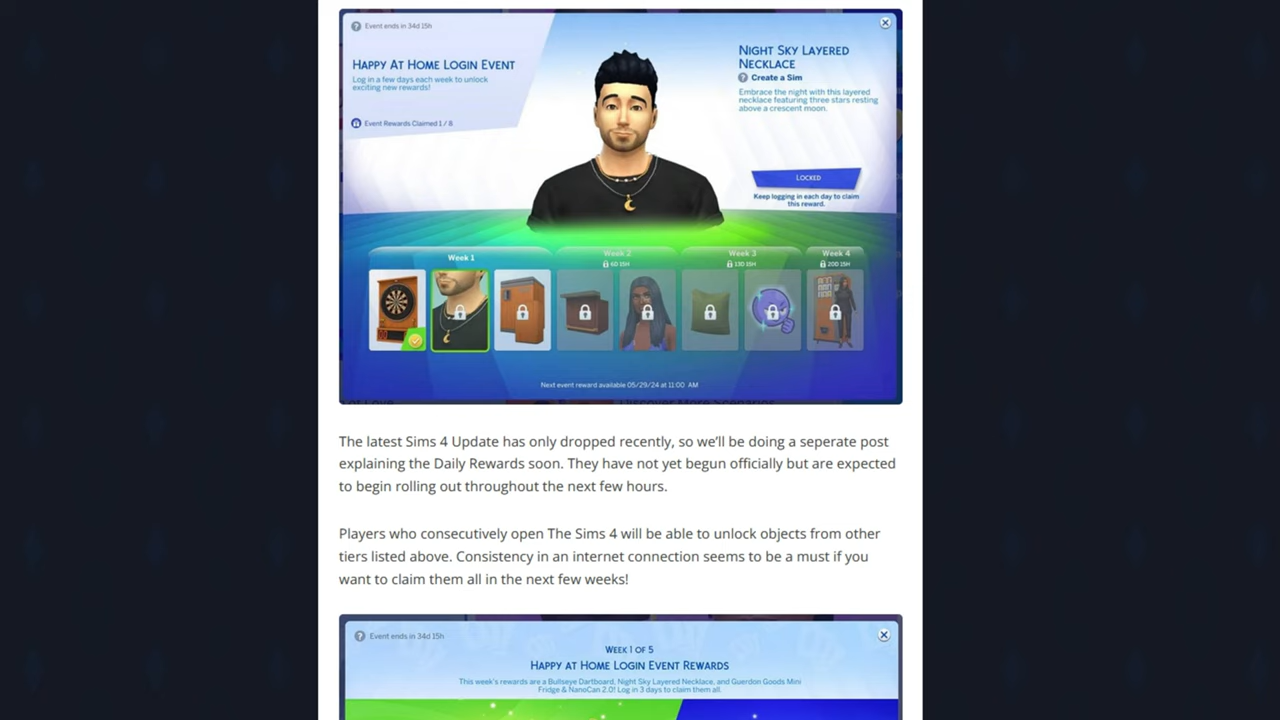 Event ends in 34d 15h
HAPPY AT HOME LOGIN EVENT
Log in a few days each week to unlock
exciting new rewards!
Event Rewards Claimed 1 / 8
NIGHT SKY LAYERED
NECKLACE
Create a Sim
Embrace the night with this layered
necklace featuring three stars resting
above a crescent moon.
LOCKED
Keep logging in each day to claim
this reward.
Week 1
Week 2
6D 15H
Week 3
13D 15H
Week 4
20D 15H
Next event reward available 05/29/24 at 11:00 AM
Discover More Scenarios
The latest Sims 4 Update has only dropped recently, so we'll be doing a seperate post
explaining the Daily Rewards soon. They have not yet begun officially but are expected
to begin rolling out throughout the next few hours.
Players who consecutively open The Sims 4 will be able to unlock objects from other
tiers listed above. Consistency in an internet connection seems to be a must if you
want to claim them all in the next few weeks!
Event ends in 34d 15h
WEEK 1 OF 5
HAPPY AT HOME LOGIN EVENT REWARDS
This week's rewards are a Bullseye Dartboard, Night Sky Layered Necklace, and Guerdon Goods Mini
Fridge & NanoCan 2.0! Log in 3 days to claim them all.